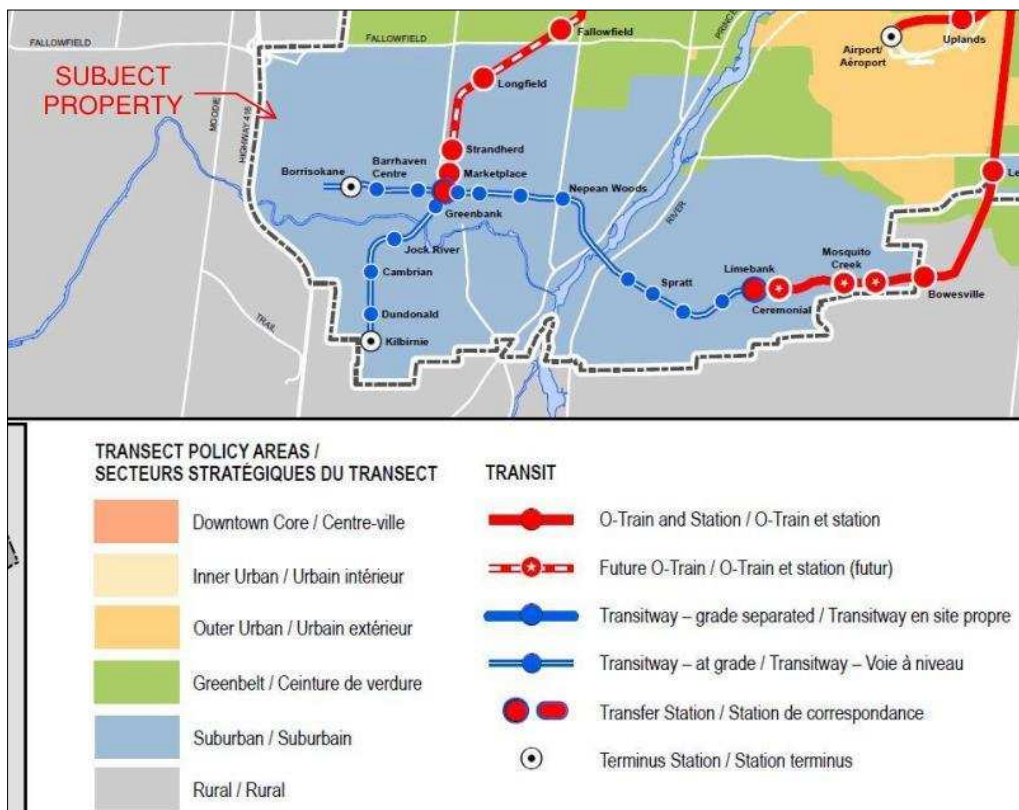 FALLOWFIELD
FALLOWFIELD
Fallowfield
PRINCE
Airport/
Aéroport
Uplands
SUBJECT
PROPERTY
MOODIE
HIGHWAY 416
Longfield
Strandherd
Marketplace
Barrhaven
Centre
Borrisokane
Greenbank
Nepean Woods
RIVER
Le
Jock River
Cambrian
Dundonald
Kilbirnie
TRAIL
Spratt
Limebank
Ceremonial
Mosquito
Creek
Bowesville
TRANSECT POLICY AREAS /
SECTEURS STRATÉGIQUES DU TRANSECT
Downtown Core / Centre-ville
Inner Urban / Urbain intérieur
Outer Urban / Urbain extérieur
Greenbelt / Ceinture de verdure
Suburban / Suburbain
Rural / Rural
TRANSIT
O-Train and Station / O-Train et station
Future O-Train / O-Train et station (futur)
Transitway – grade separated / Transitway en site propre
Transitway – at grade / Transitway – Voie à niveau
Transfer Station / Station de correspondance
Terminus Station / Station terminus